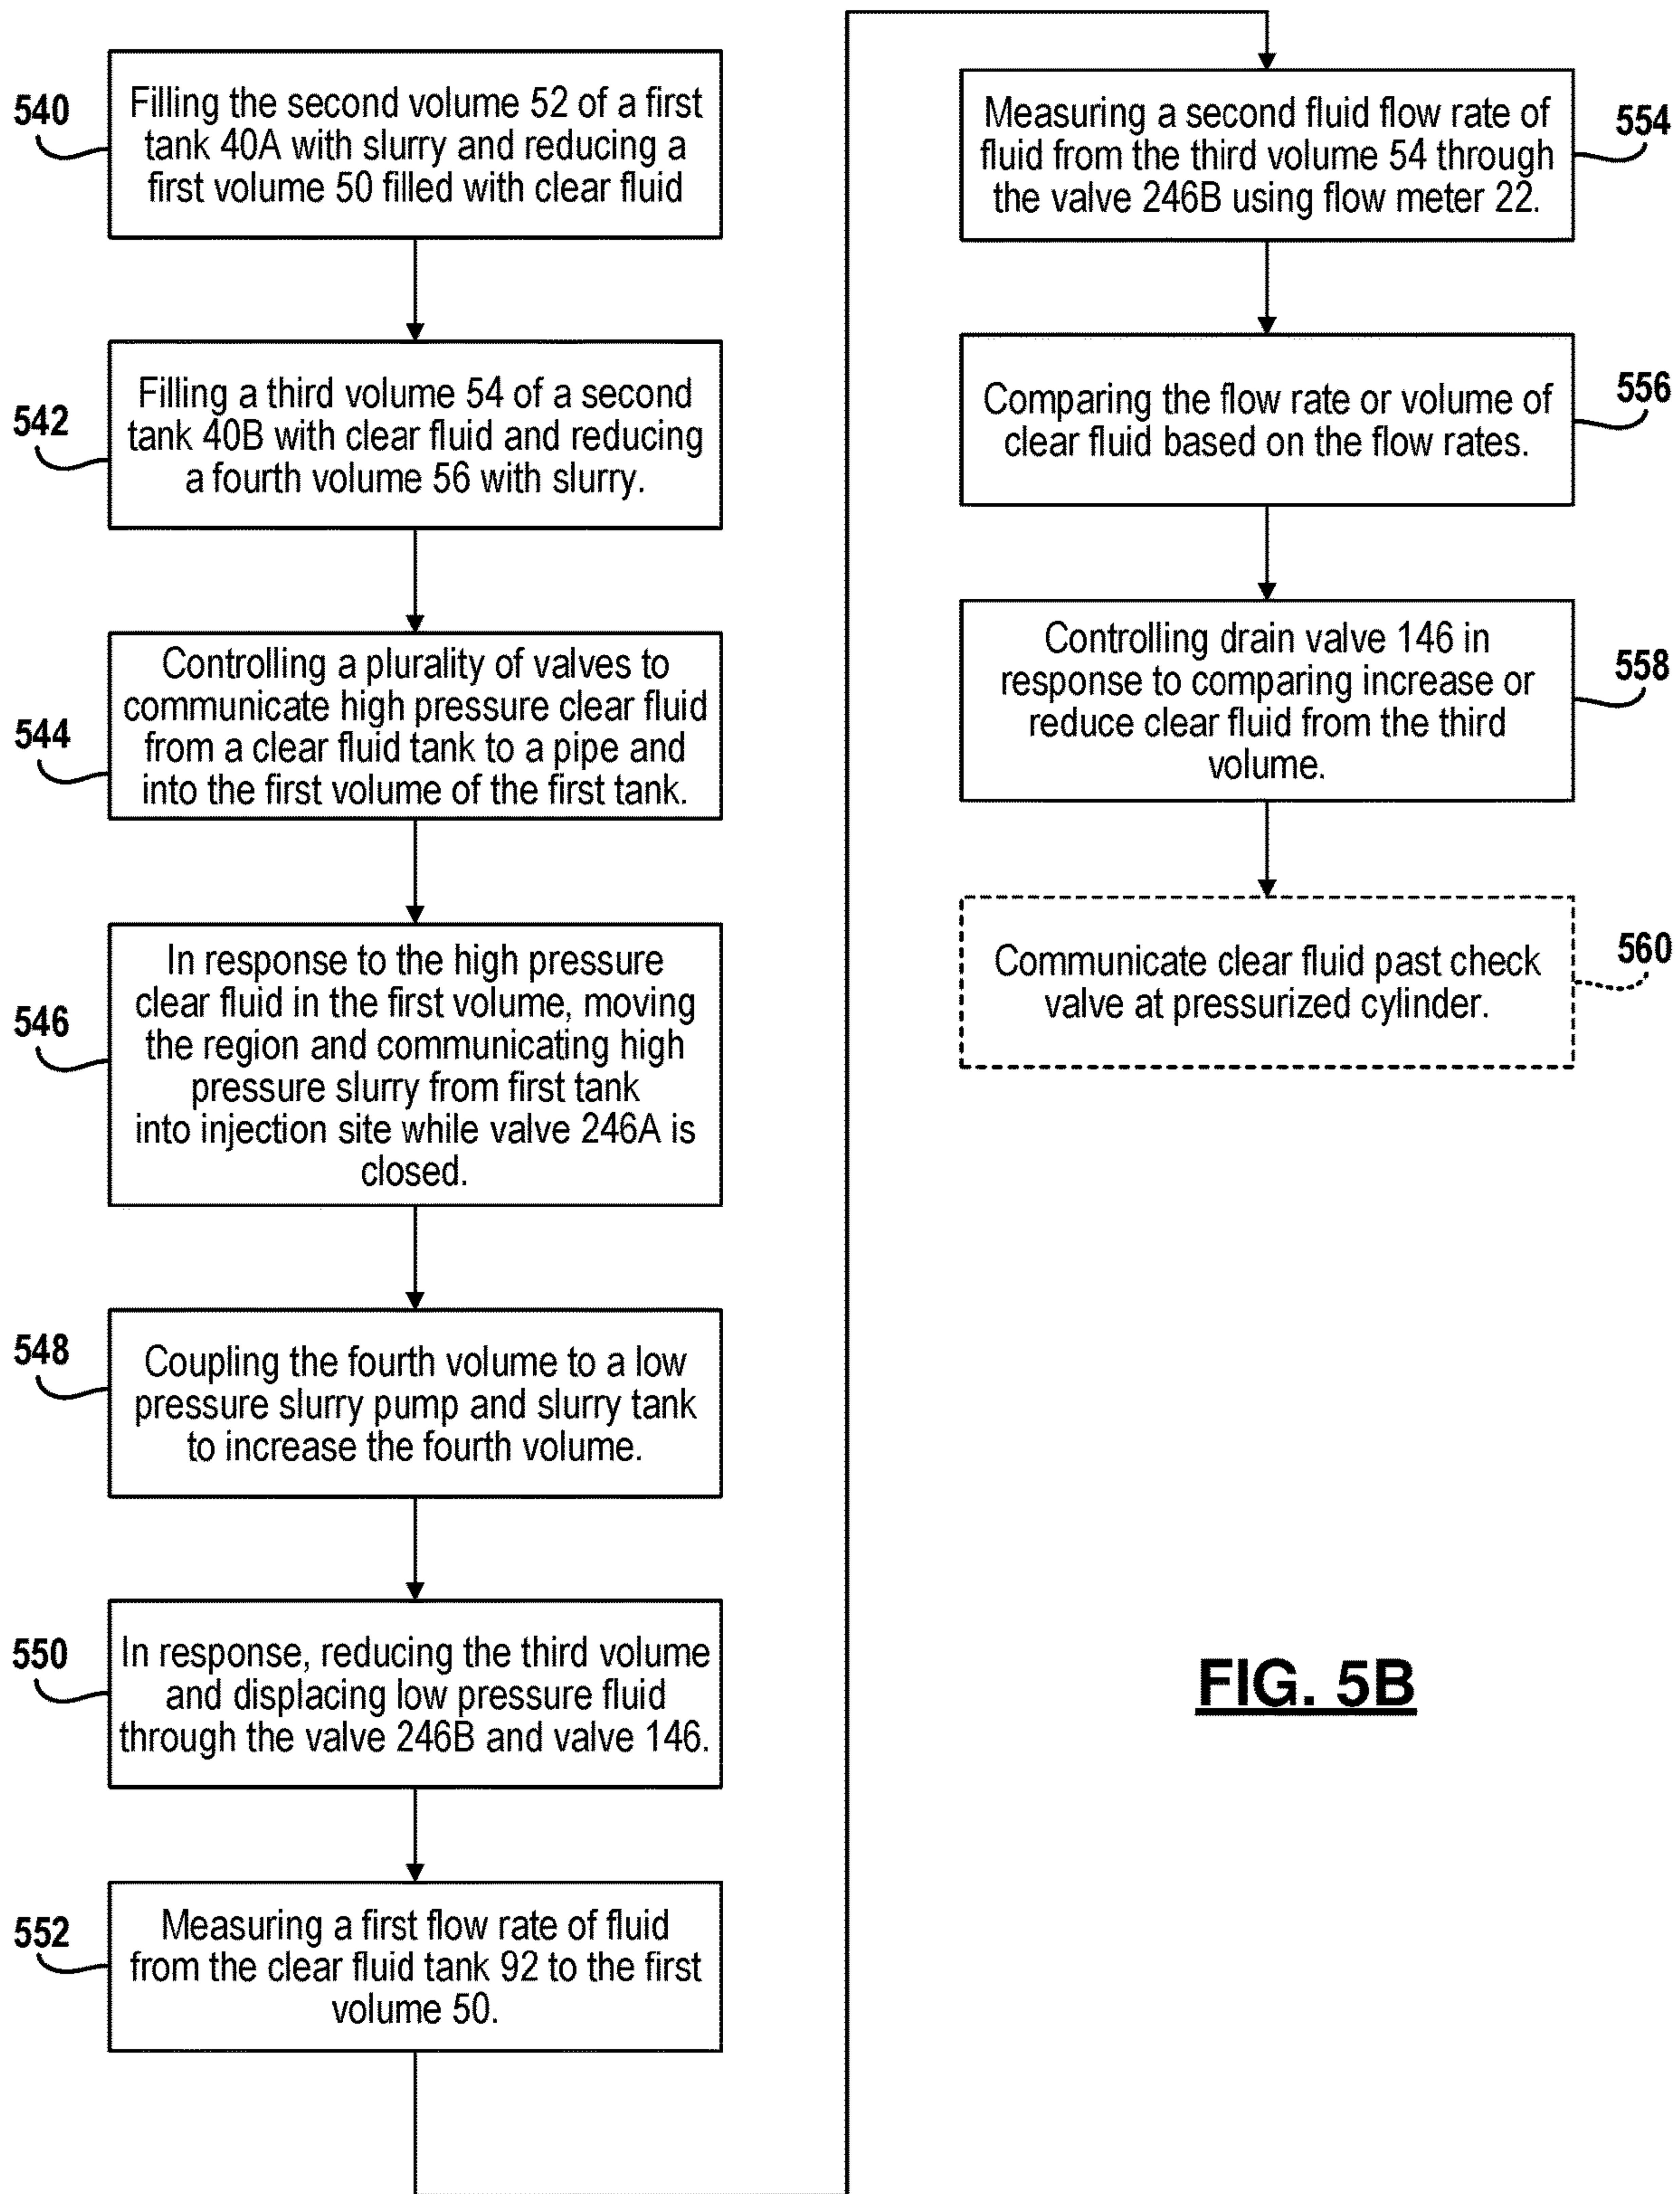 540
Filling the second volume 52 of a first
tank 40A with slurry and reducing a
first volume 50 filled with clear fluid
542
Filling a third volume 54 of a second
tank 40B with clear fluid and reducing
a fourth volume 56 with slurry.
544
Controlling a plurality of valves to
communicate high pressure clear fluid
from a clear fluid tank to a pipe and
into the first volume of the first tank.
546
In response to the high pressure
clear fluid in the first volume, moving
the region and communicating high
pressure slurry from first tank
into injection site while valve 246A is
closed.
548
Coupling the fourth volume to a low
pressure slurry pump and slurry tank
to increase the fourth volume.
550
In response, reducing the third volume
and displacing low pressure fluid
through the valve 246B and valve 146.
552
Measuring a first flow rate of fluid
from the clear fluid tank 92 to the first
volume 50.
554
Measuring a second fluid flow rate of
fluid from the third volume 54 through
the valve 246B using flow meter 22.
556
Comparing the flow rate or volume of
clear fluid based on the flow rates.
558
Controlling drain valve 146 in
response to comparing increase or
reduce clear fluid from the third
volume.
560
Communicate clear fluid past check
valve at pressurized cylinder.
FIG. 5B